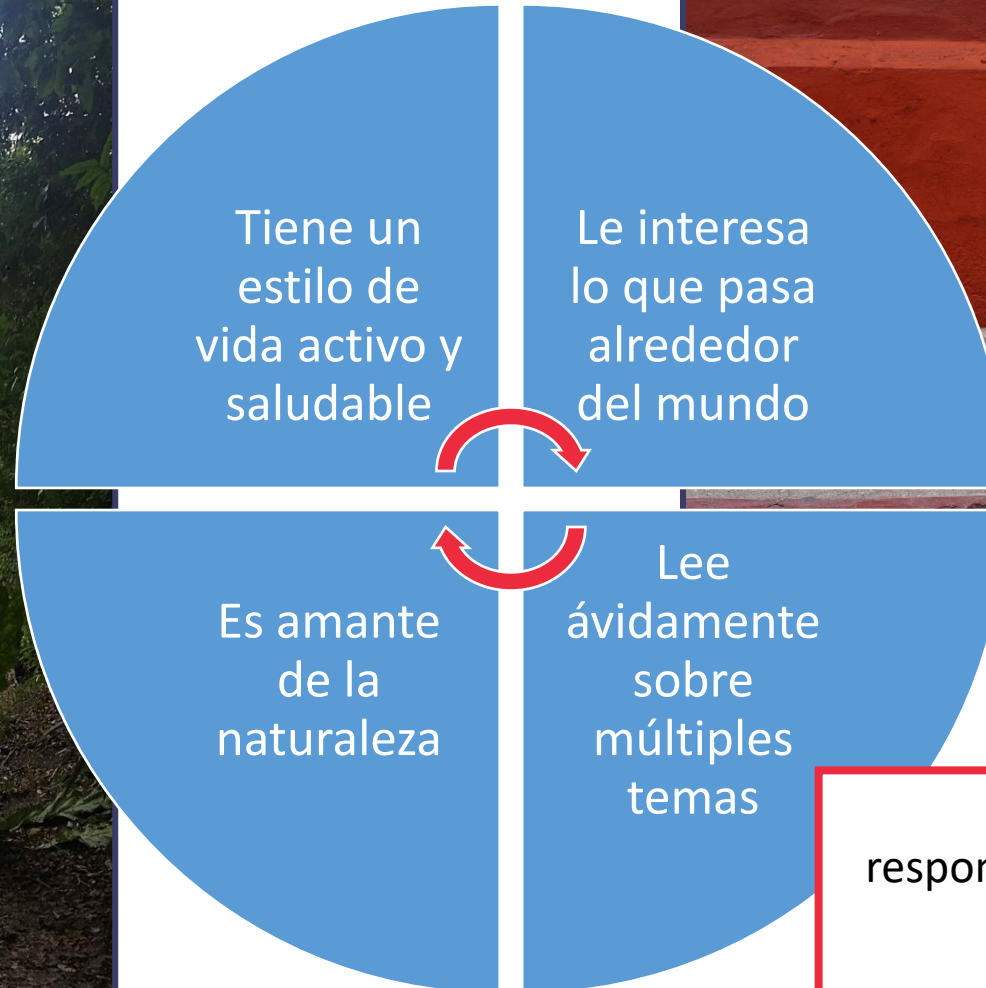 Tiene un
estilo de
vida activo y
saludable
Le interesa
lo que pasa
alrededor
del mundo
Es amante
de la
naturaleza
Lee
ávidamente
sobre
múltiples
temas